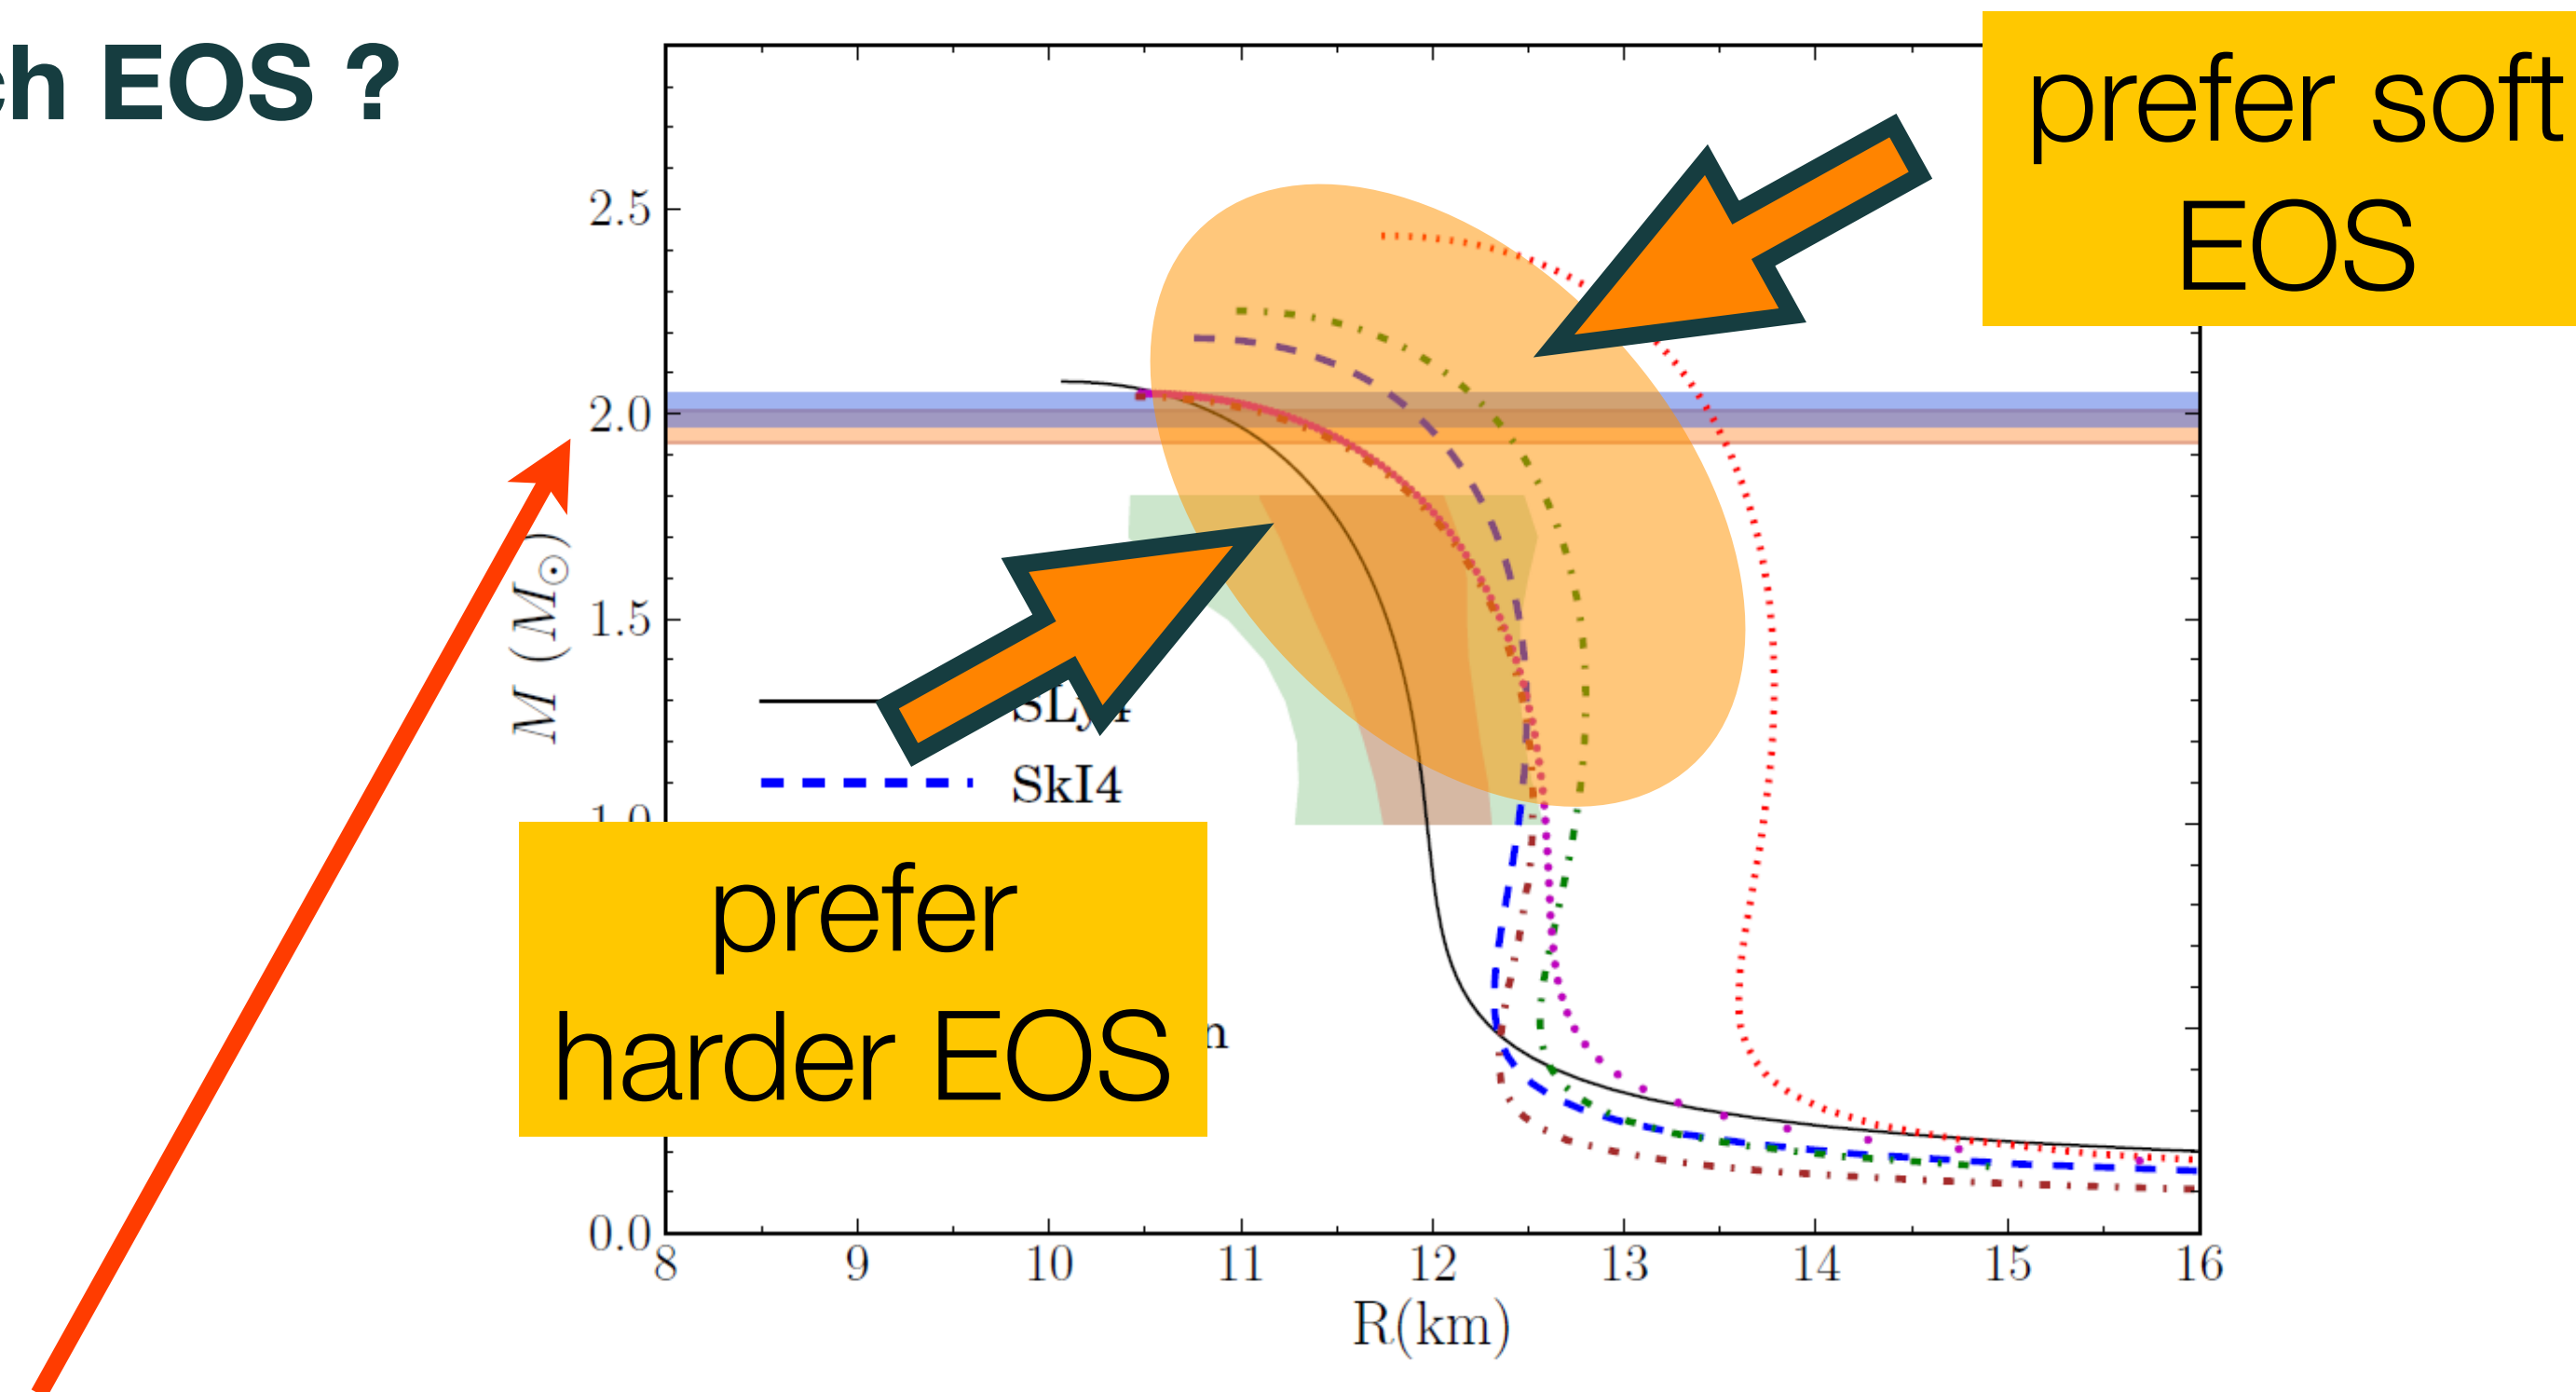 ch EOS ?
prefer soft
EOS
2.5
2.0
1.5
M (M⊙)
SLy4
SkI4
prefer
harder EOS
n
0.0
8 9 10 11 12 13 14 15 16
R(km)